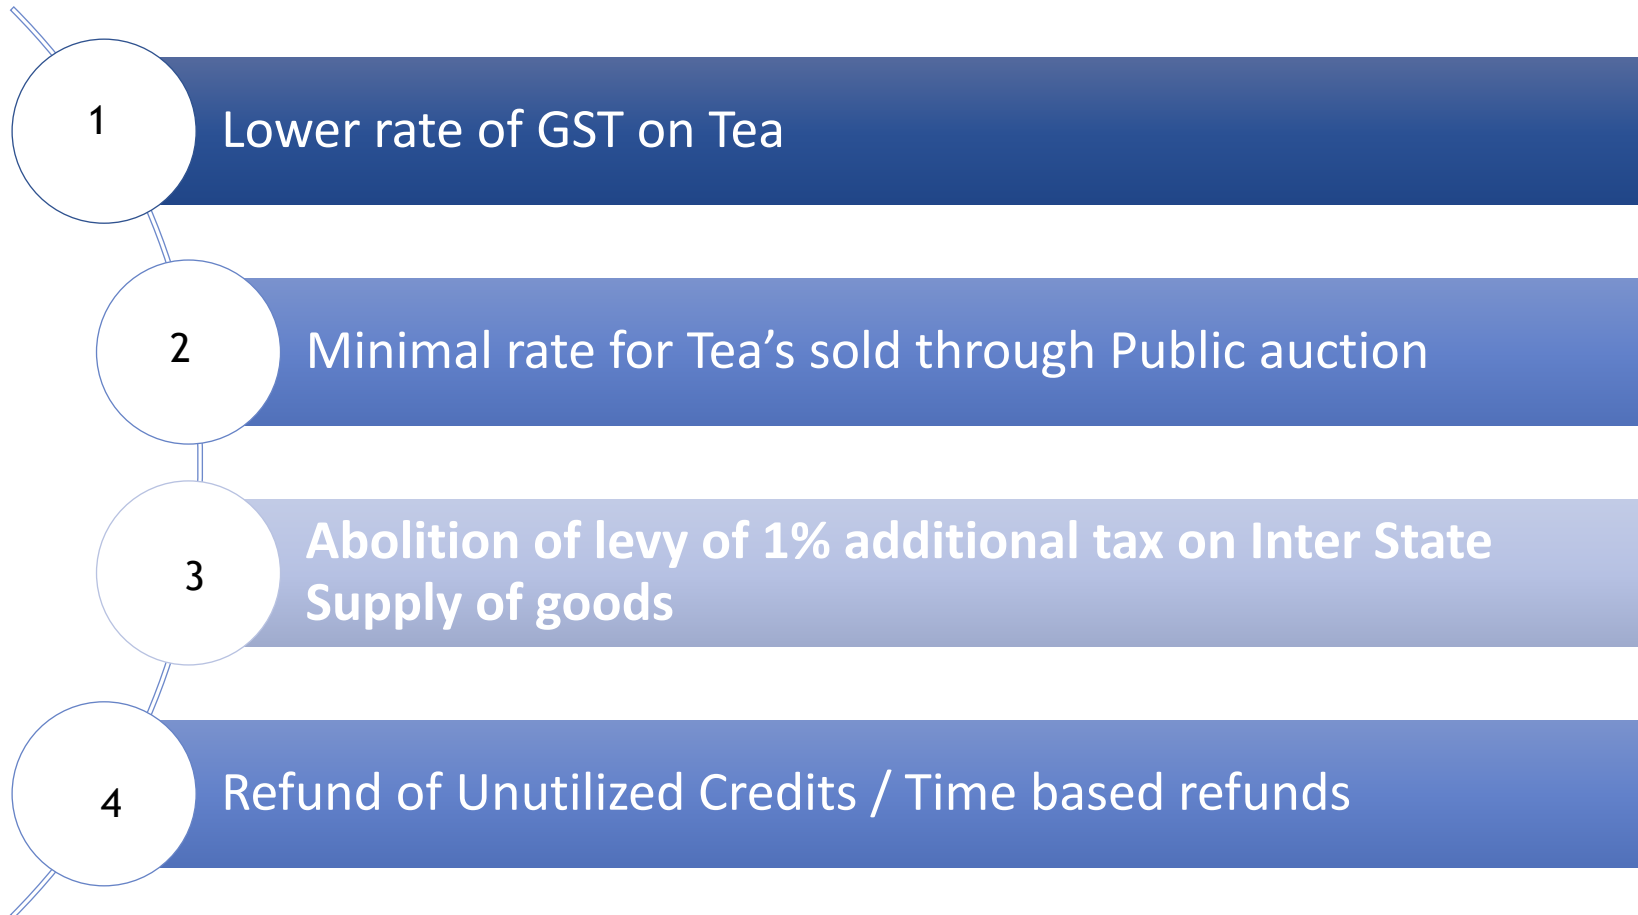 1
Lower rate of GST on Tea
2
Minimal rate for Tea’s sold through Public auction
3
Abolition of levy of 1% additional tax on Inter State
Supply of goods
4
Refund of Unutilized Credits / Time based refunds